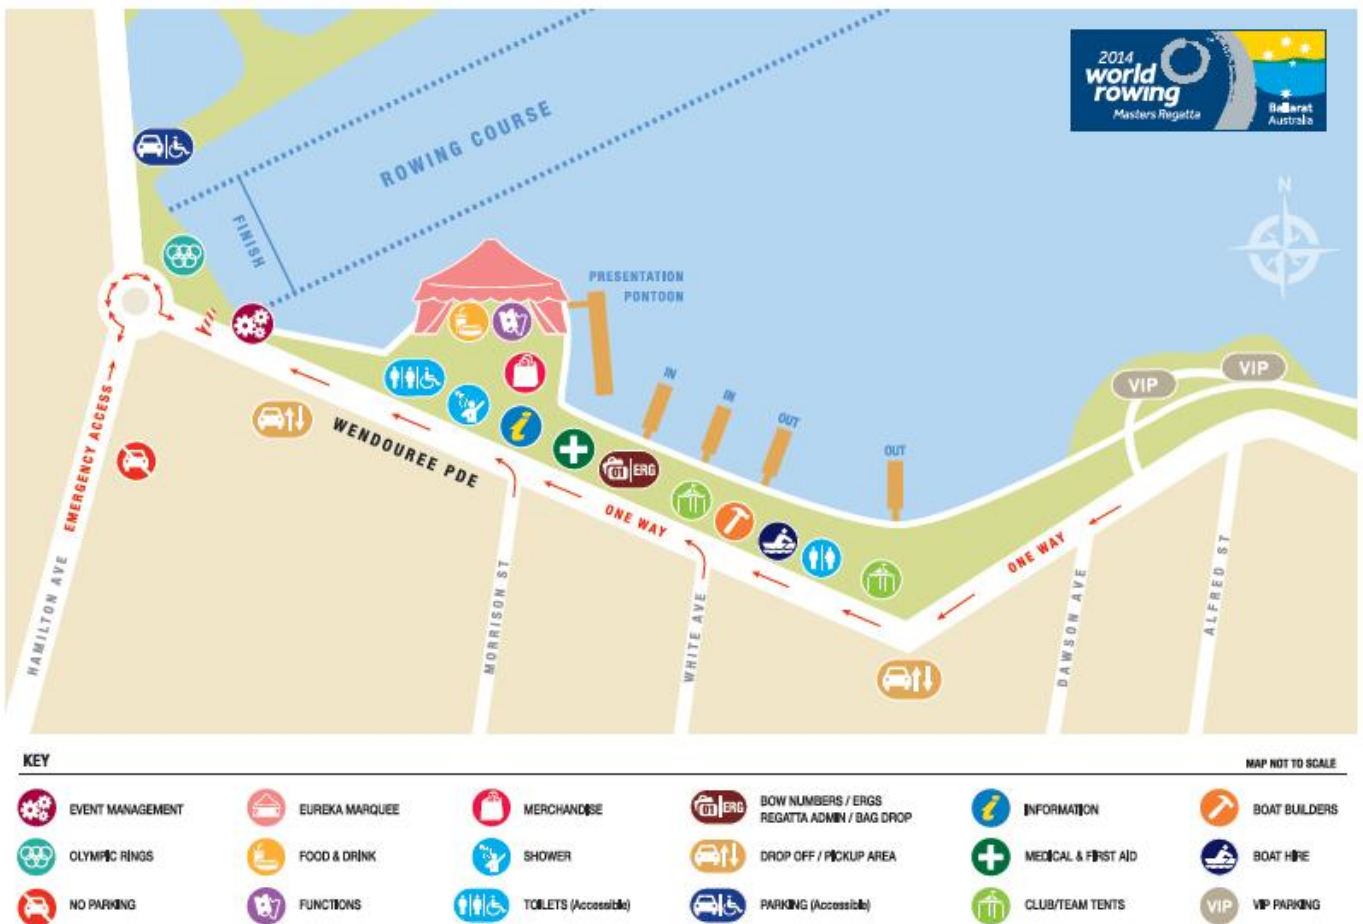 2014
world
rowing
Masters Regatta
Ballarat
Australia
ROWING COURSE
FINISH
N
PRESENTATION
PONTOON
IN
IN
OUT
OUT
VIP
VIP
EMERGENCY ACCESS
WENDOUREE PDE
01 ERG
ONE WAY
ONE WAY
HAMILTON AVE
MORRISON ST
WHITE AVE
DAWSON AVE
ALFRED ST
KEY
MAP NOT TO SCALE
EVENT MANAGEMENT
EUREKA MARQUEE
MERCHANDISE
01 ERG
BOW NUMBERS / ERGS
REGATTA ADMIN / BAG DROP
INFORMATION
BOAT BUILDERS
OLYMPIC RINGS
FOOD & DRINK
SHOWER
DROP OFF / PICKUP AREA
MEDICAL & FIRST AID
BOAT HIRE
NO PARKING
FUNCTIONS
TOILETS (Accessible)
PARKING (Accessible)
CLUB/TEAM TENTS
VIP
VIP PARKING